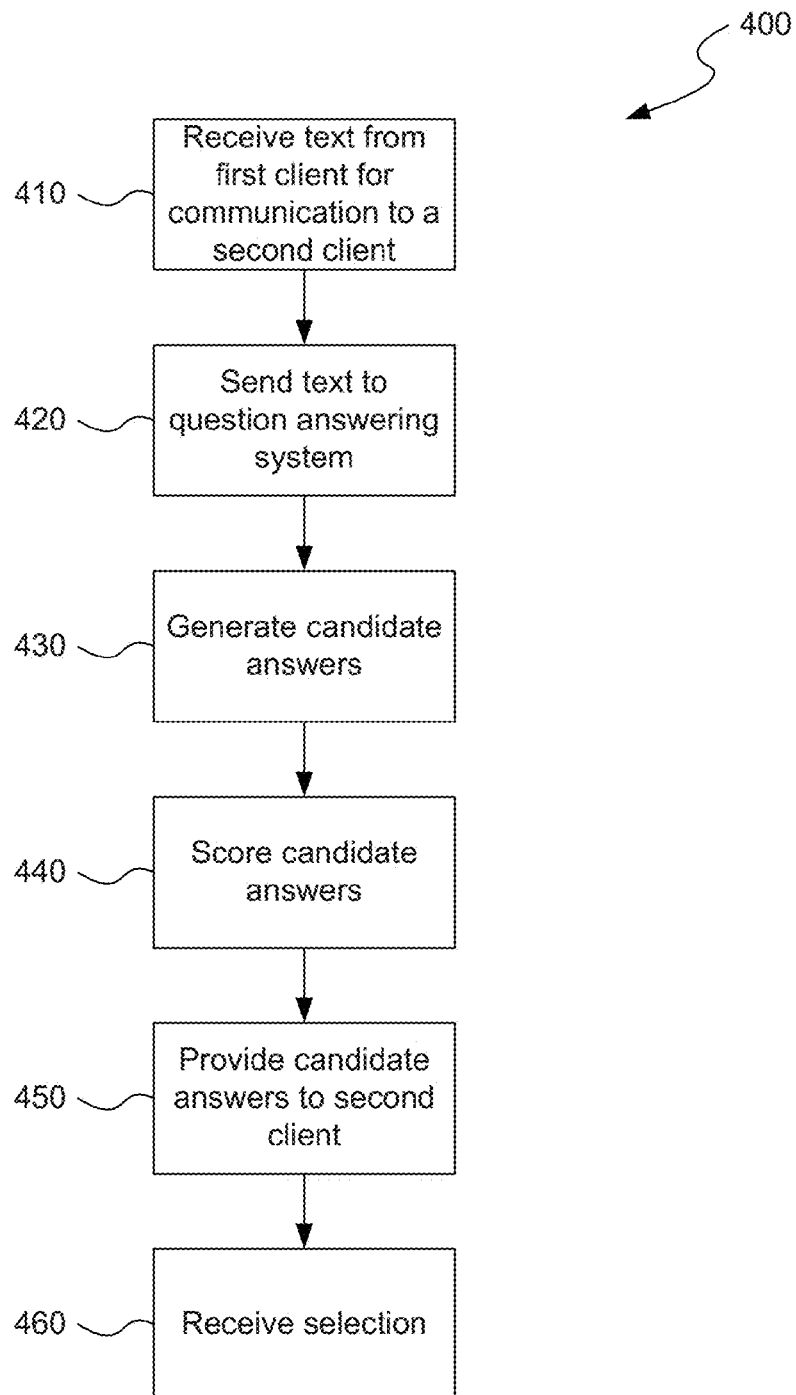 400
410
Receive text from
first client for
communication to a
second client
420
Send text to
question answering
system
430
Generate candidate
answers
440
Score candidate
answers
450
Provide candidate
answers to second
client
460
Receive selection